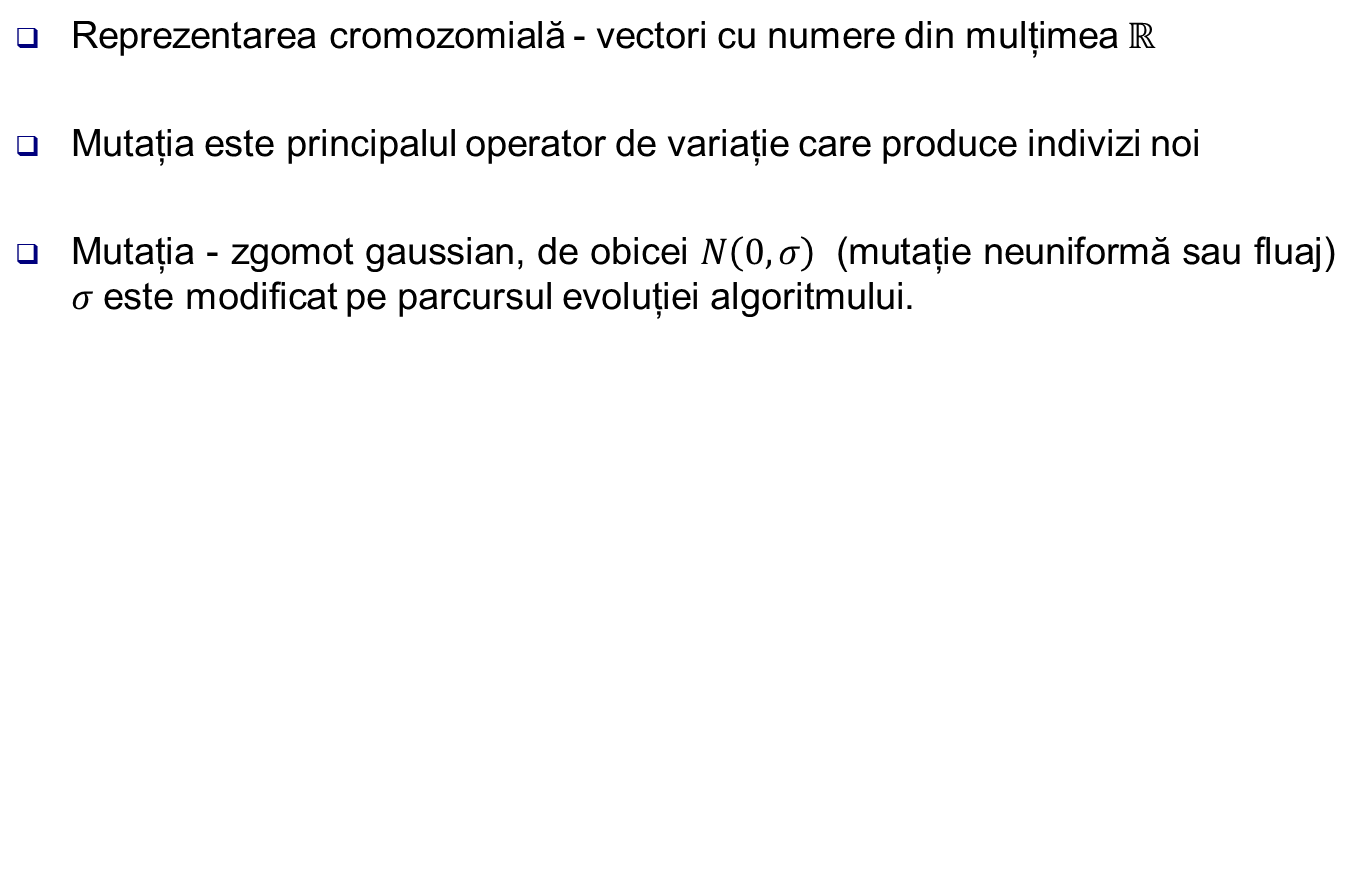 ❑ Reprezentarea cromozomială - vectori cu numere din mulțimea ℝ
❑ Mutația este principalul operator de variație care produce indivizi noi
❑ Mutația - zgomot gaussian, de obicei 𝑁(0, 𝜎) (mutație neuniformă sau fluaj)
𝜎 este modificat pe parcursul evoluției algoritmului.